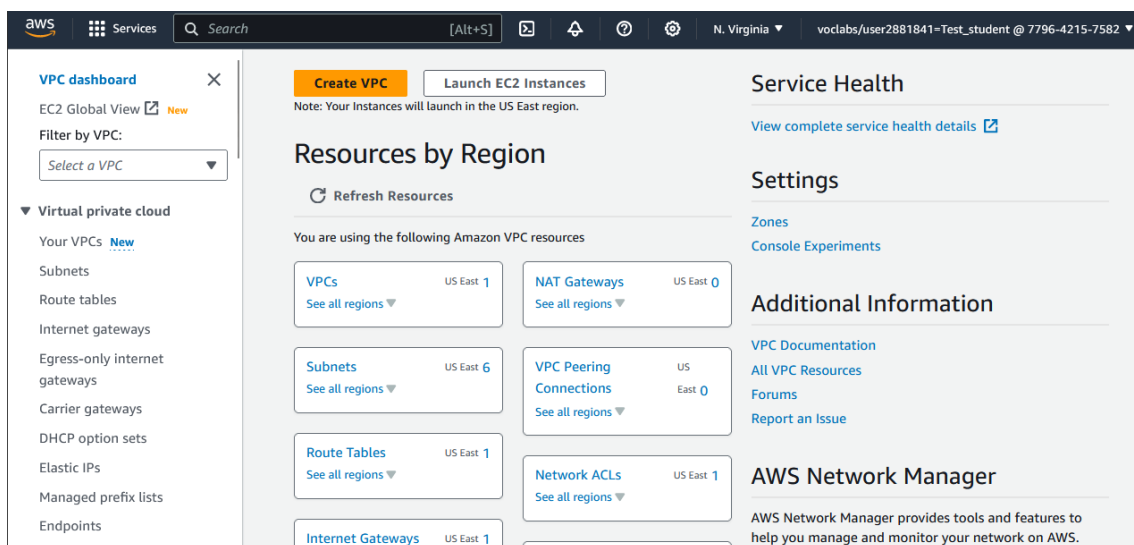 aws
Services
Search [Alt+S]
N. Virginia
voclabs/user2881841=Test_student @ 7796-4215-7582
VPC dashboard
EC2 Global View New
Filter by VPC:
Select a VPC
Virtual private cloud
Your VPCs New
Subnets
Route tables
Internet gateways
Egress-only internet
gateways
Carrier gateways
DHCP option sets
Elastic IPs
Managed prefix lists
Endpoints
Create VPC
Launch EC2 Instances
Note: Your Instances will launch in the US East region.
Resources by Region
Refresh Resources
You are using the following Amazon VPC resources
VPCs US East 1
See all regions
NAT Gateways US East 0
See all regions
Subnets US East 6
See all regions
VPC Peering US
Connections East 0
See all regions
Route Tables US East 1
See all regions
Network ACLs US East 1
See all regions
Internet Gateways US East 1
Service Health
View complete service health details
Settings
Zones
Console Experiments
Additional Information
VPC Documentation
All VPC Resources
Forums
Report an Issue
AWS Network Manager
AWS Network Manager provides tools and features to
help you manage and monitor your network on AWS.